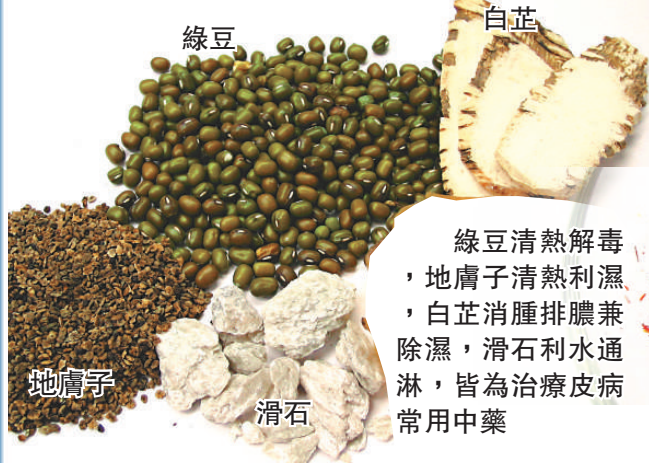 綠豆
白芷
地膚子
滑石
綠豆清熱解毒
，地膚子清熱利濕
，白芷消腫排膿兼
除濕，滑石利水通
淋，皆為治療皮病
常用中藥